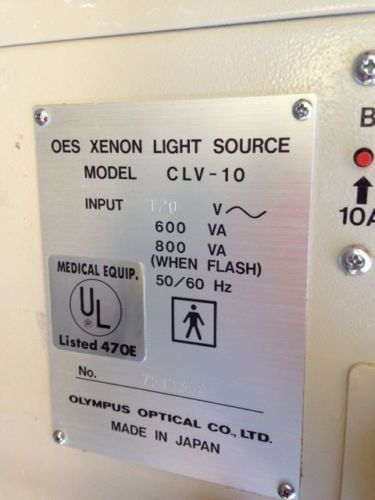 OES XENON LIGHT SOURCE
MODEL CLV-10
INPUT 120 V
600 VA
800 VA
(WHEN FLASH)
50/60 Hz
MEDICAL EQUIP.
UL
®
Listed 470E
No.
OLYMPUS OPTICAL CO., LTD.
MADE IN JAPAN
B
10A